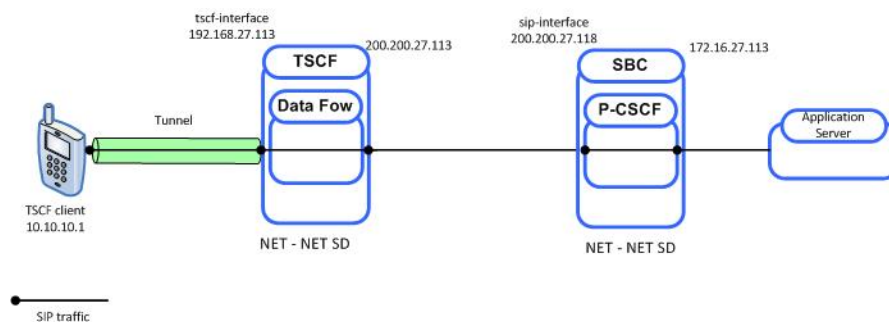 tscf-interface
192.168.27.113
200.200.27.113
sip-interface
200.200.27.118
172.16.27.113
TSCF
SBC
Data Fow
P-CSCF
Application
Server
Tunnel
TSCF client
10.10.10.1
NET - NET SD
NET - NET SD
SIP traffic